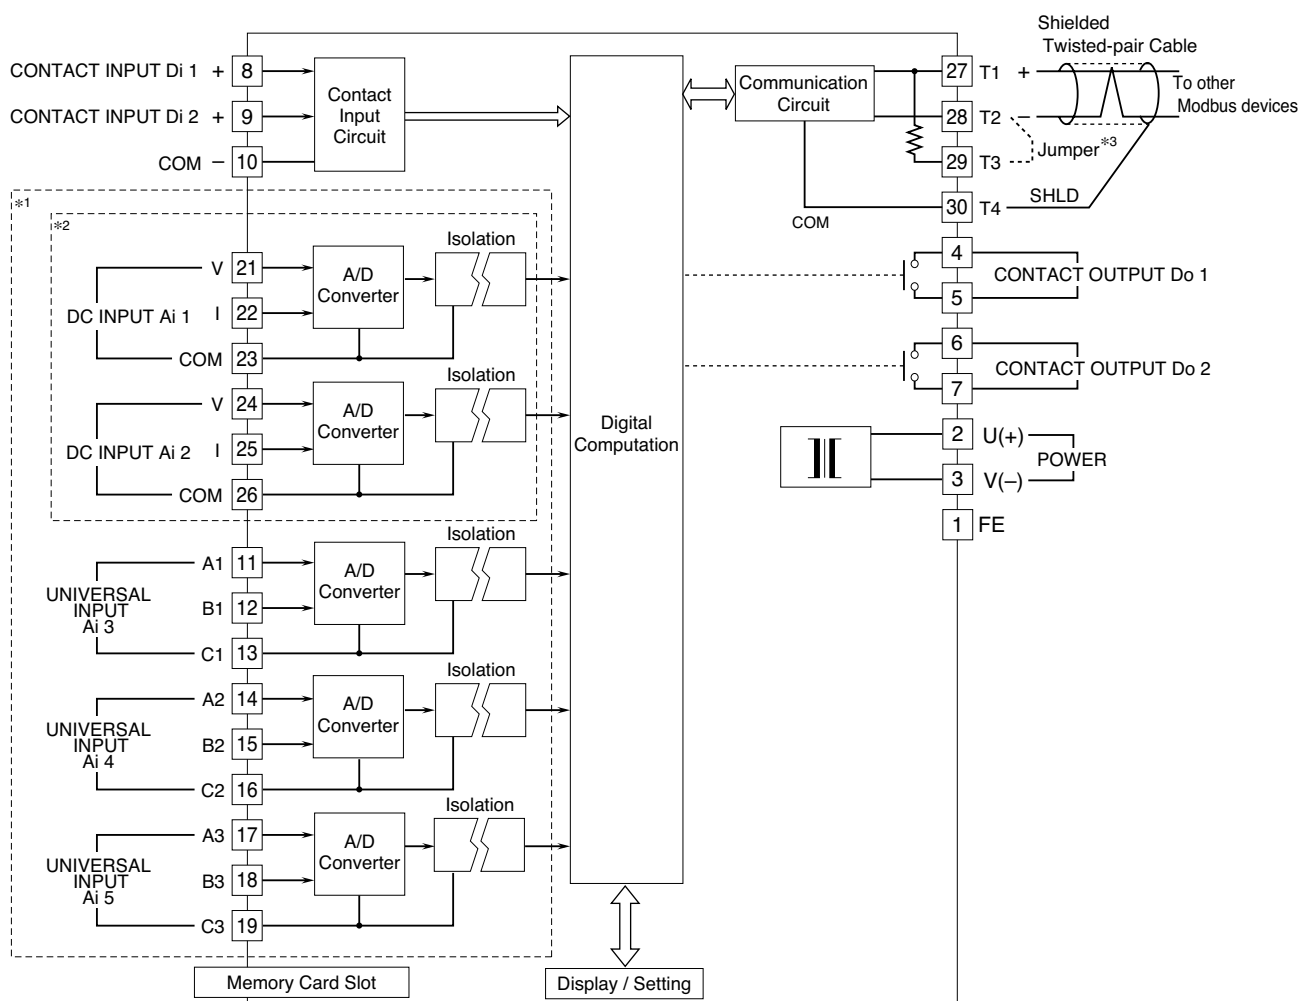 Shielded
Twisted-pair Cable
CONTACT INPUT Di 1 + 8
Contact
Input
Circuit
CONTACT INPUT Di 2 + 9
COM − 10
Communication
Circuit
27 T1 +
28 T2 −
29 T3
30 T4
To other
Modbus devices
Jumper*3
SHLD
COM
*1
*2
Isolation
V 21
A/D
Converter
DC INPUT Ai 1
I 22
COM 23
4
CONTACT OUTPUT Do 1
5
Isolation
V 24
A/D
Converter
DC INPUT Ai 2
I 25
COM 26
6
CONTACT OUTPUT Do 2
7
Digital
Computation
2 U(+)
POWER
3 V(−)
1 FE
Isolation
A1 11
A/D
Converter
UNIVERSAL
INPUT
Ai 3
B1 12
C1 13
Isolation
A2 14
A/D
Converter
UNIVERSAL
INPUT
Ai 4
B2 15
C2 16
Isolation
A3 17
A/D
Converter
UNIVERSAL
INPUT
Ai 5
B3 18
C3 19
Memory Card Slot
Display / Setting